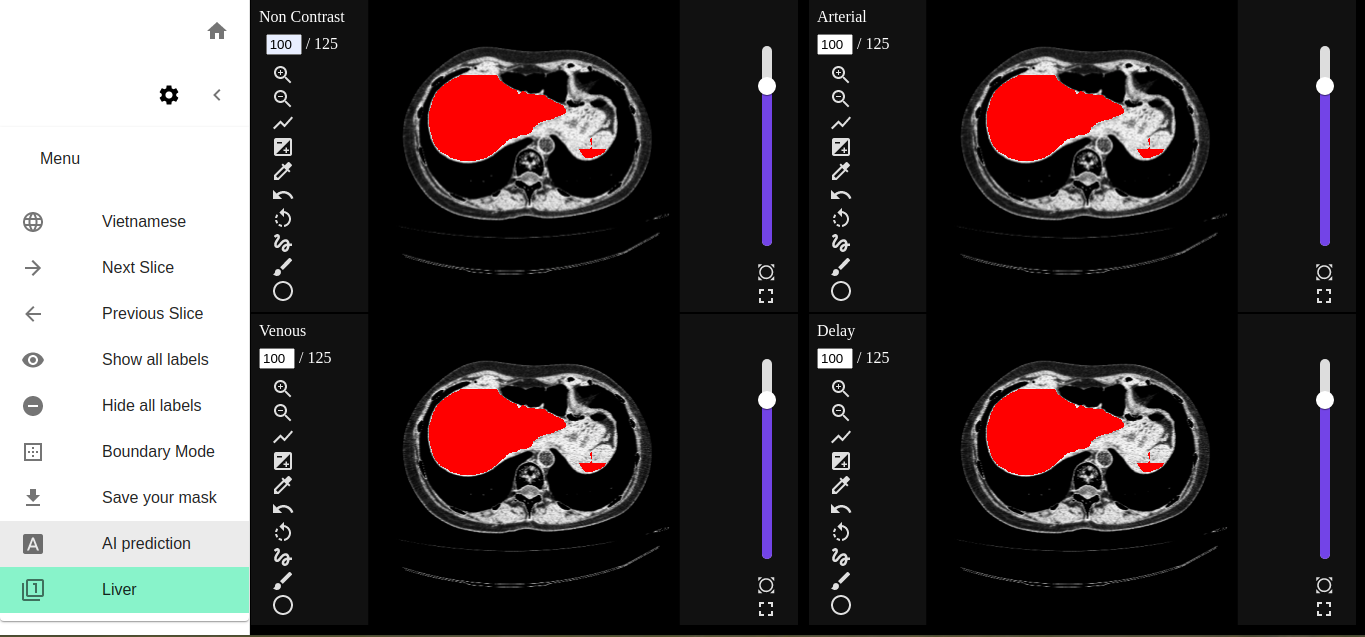 Menu
Vietnamese
Next Slice
Previous Slice
Show all labels
Hide all labels
Boundary Mode
Save your mask
AI prediction
Liver
Non Contrast
100 / 125
Arterial
100 / 125
Venous
100 / 125
Delay
100 / 125